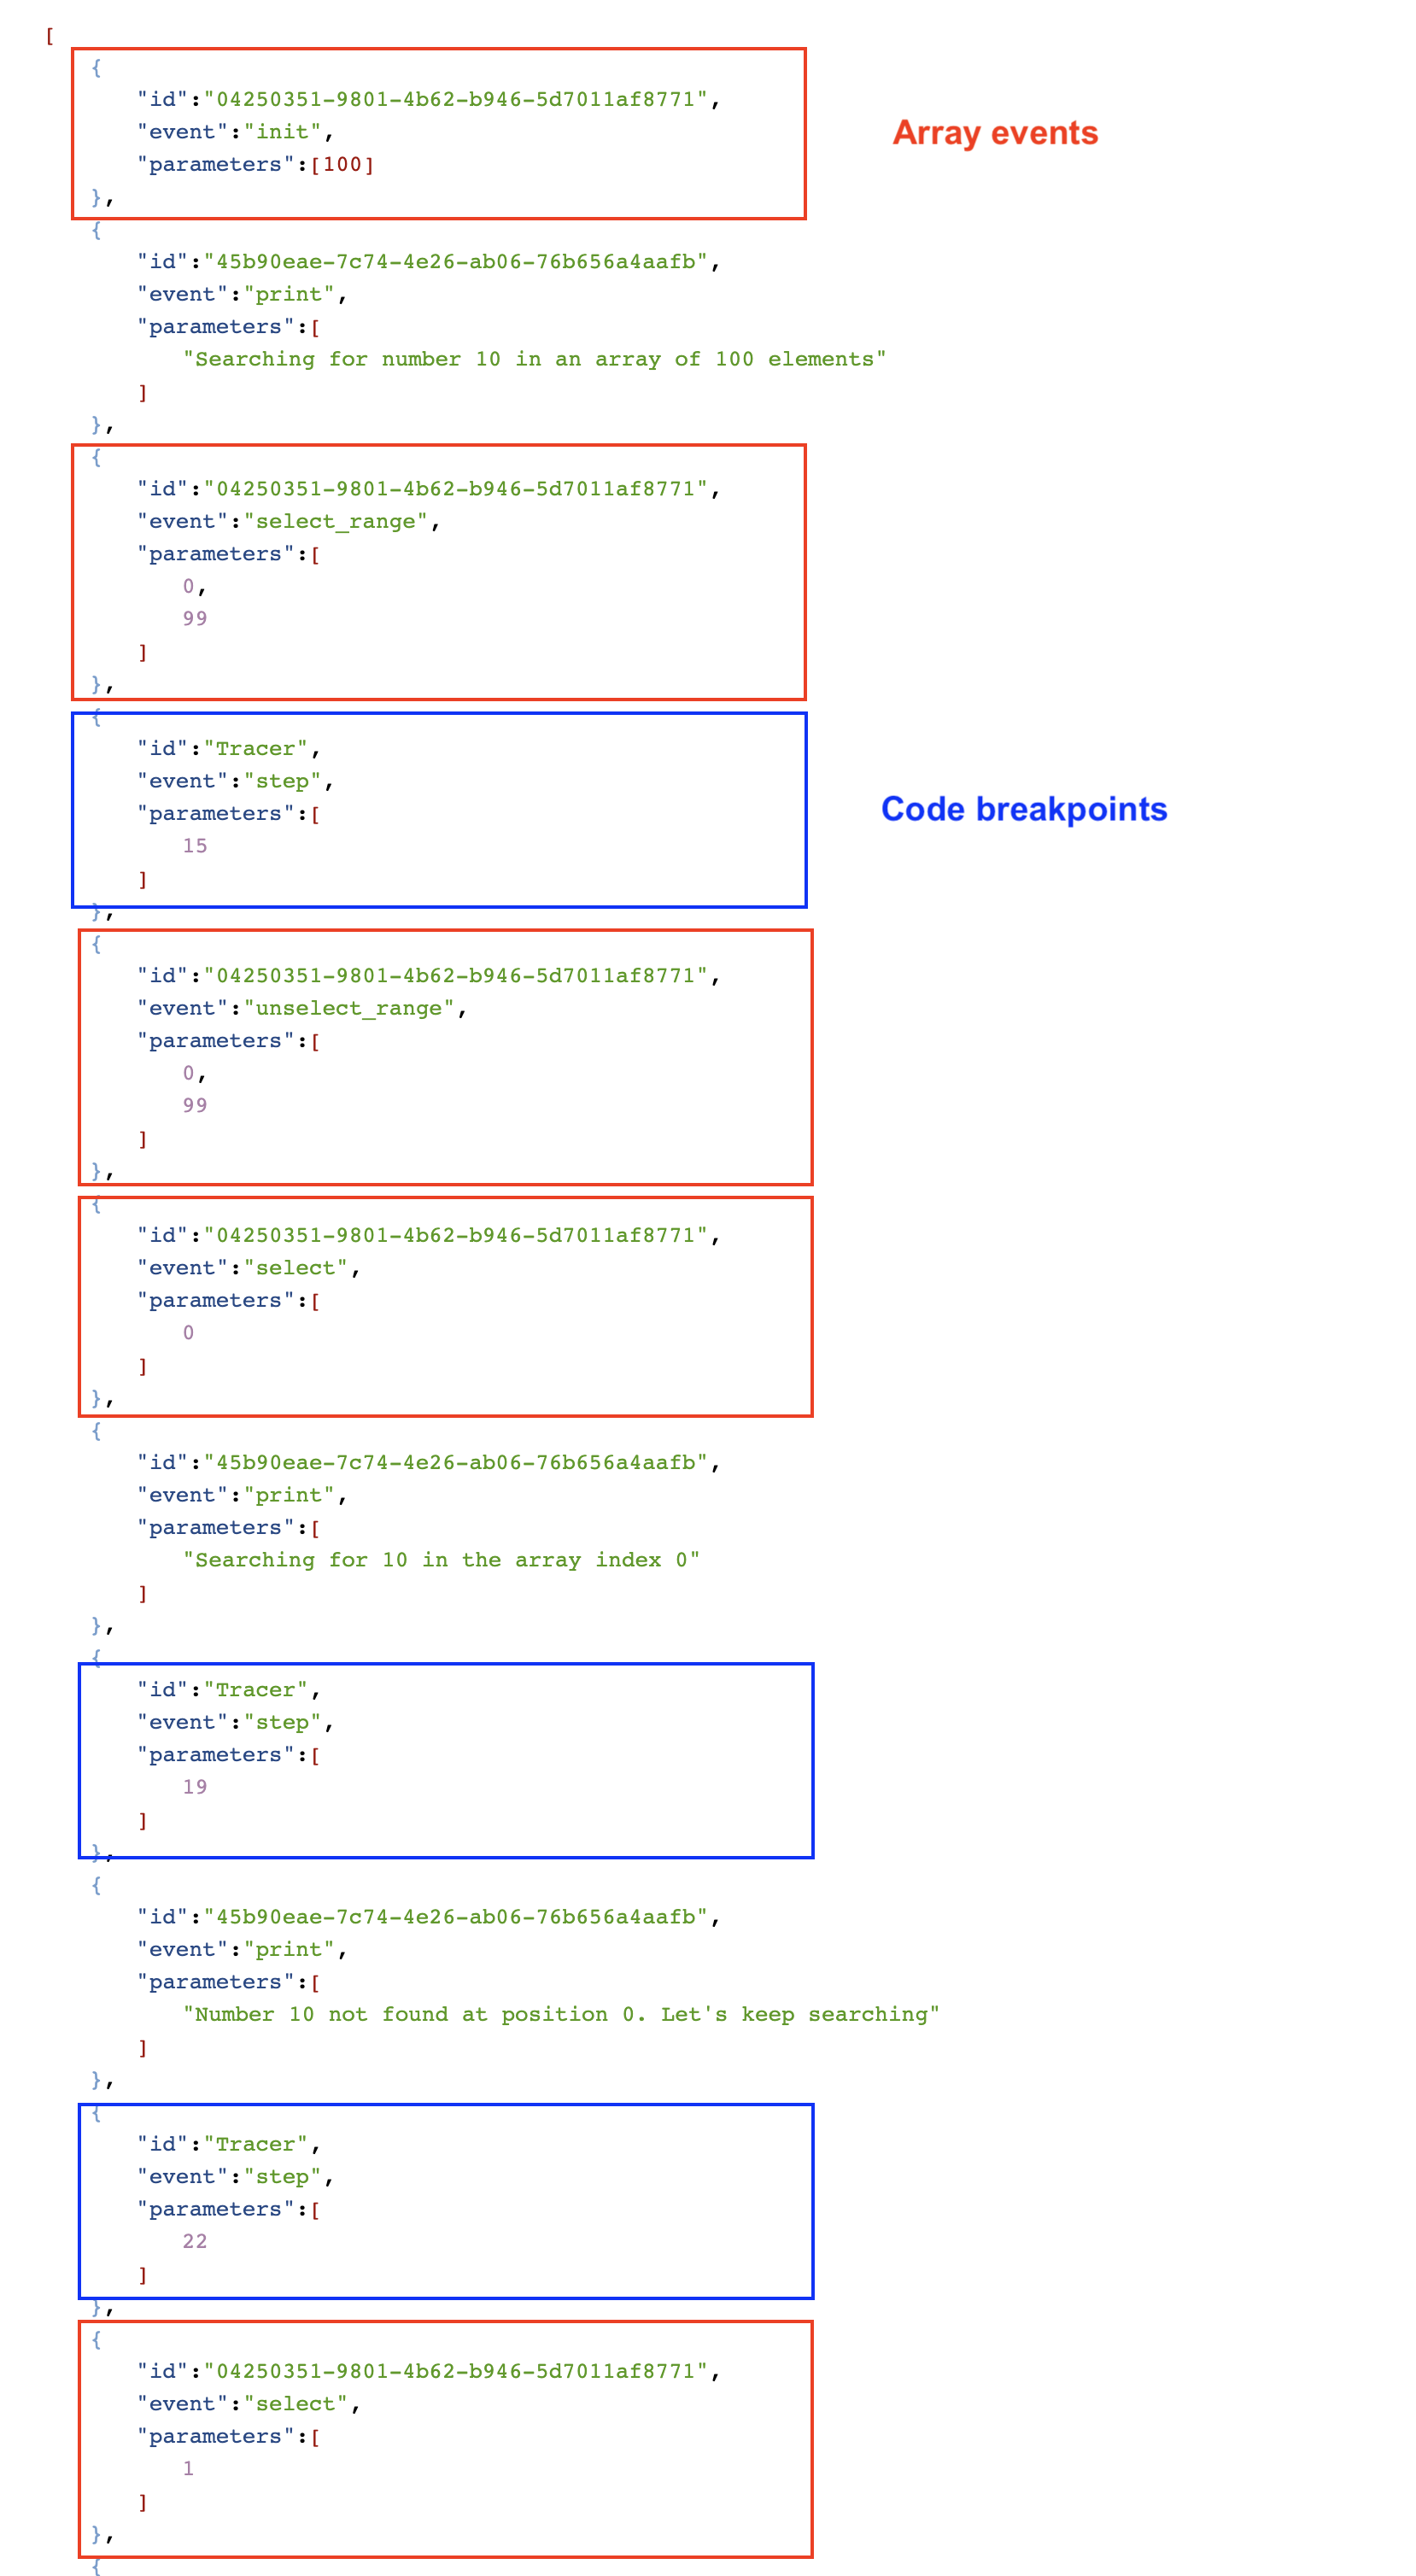 [
{
"id":"04250351-9801-4b62-b946-5d7011af8771",
"event":"init",
Array events
"parameters":[100]
},
{
"id":"45b90eae-7c74-4e26-ab06-76b656a4aafb",
"event":"print",
"parameters":[
"Searching for number 10 in an array of 100 elements"
]
},
{
"id":"04250351-9801-4b62-b946-5d7011af8771",
"event":"select_range",
"parameters":[
0,
99
]
},
{
"id":"Tracer",
"event":"step",
"parameters":[
Code breakpoints
15
]
},
{
"id":"04250351-9801-4b62-b946-5d7011af8771",
"event":"unselect_range",
"parameters":[
0,
99
]
},
{
"id":"04250351-9801-4b62-b946-5d7011af8771",
"event":"select",
"parameters":[
0
]
},
{
"id":"45b90eae-7c74-4e26-ab06-76b656a4aafb",
"event":"print",
"parameters":[
"Searching for 10 in the array index 0"
]
},
{
"id":"Tracer",
"event":"step",
"parameters":[
19
]
},
{
"id":"45b90eae-7c74-4e26-ab06-76b656a4aafb",
"event":"print",
"parameters":[
"Number 10 not found at position 0. Let's keep searching"
]
},
{
"id":"Tracer",
"event":"step",
"parameters":[
22
]
},
{
"id":"04250351-9801-4b62-b946-5d7011af8771",
"event":"select",
"parameters":[
1
]
},
{